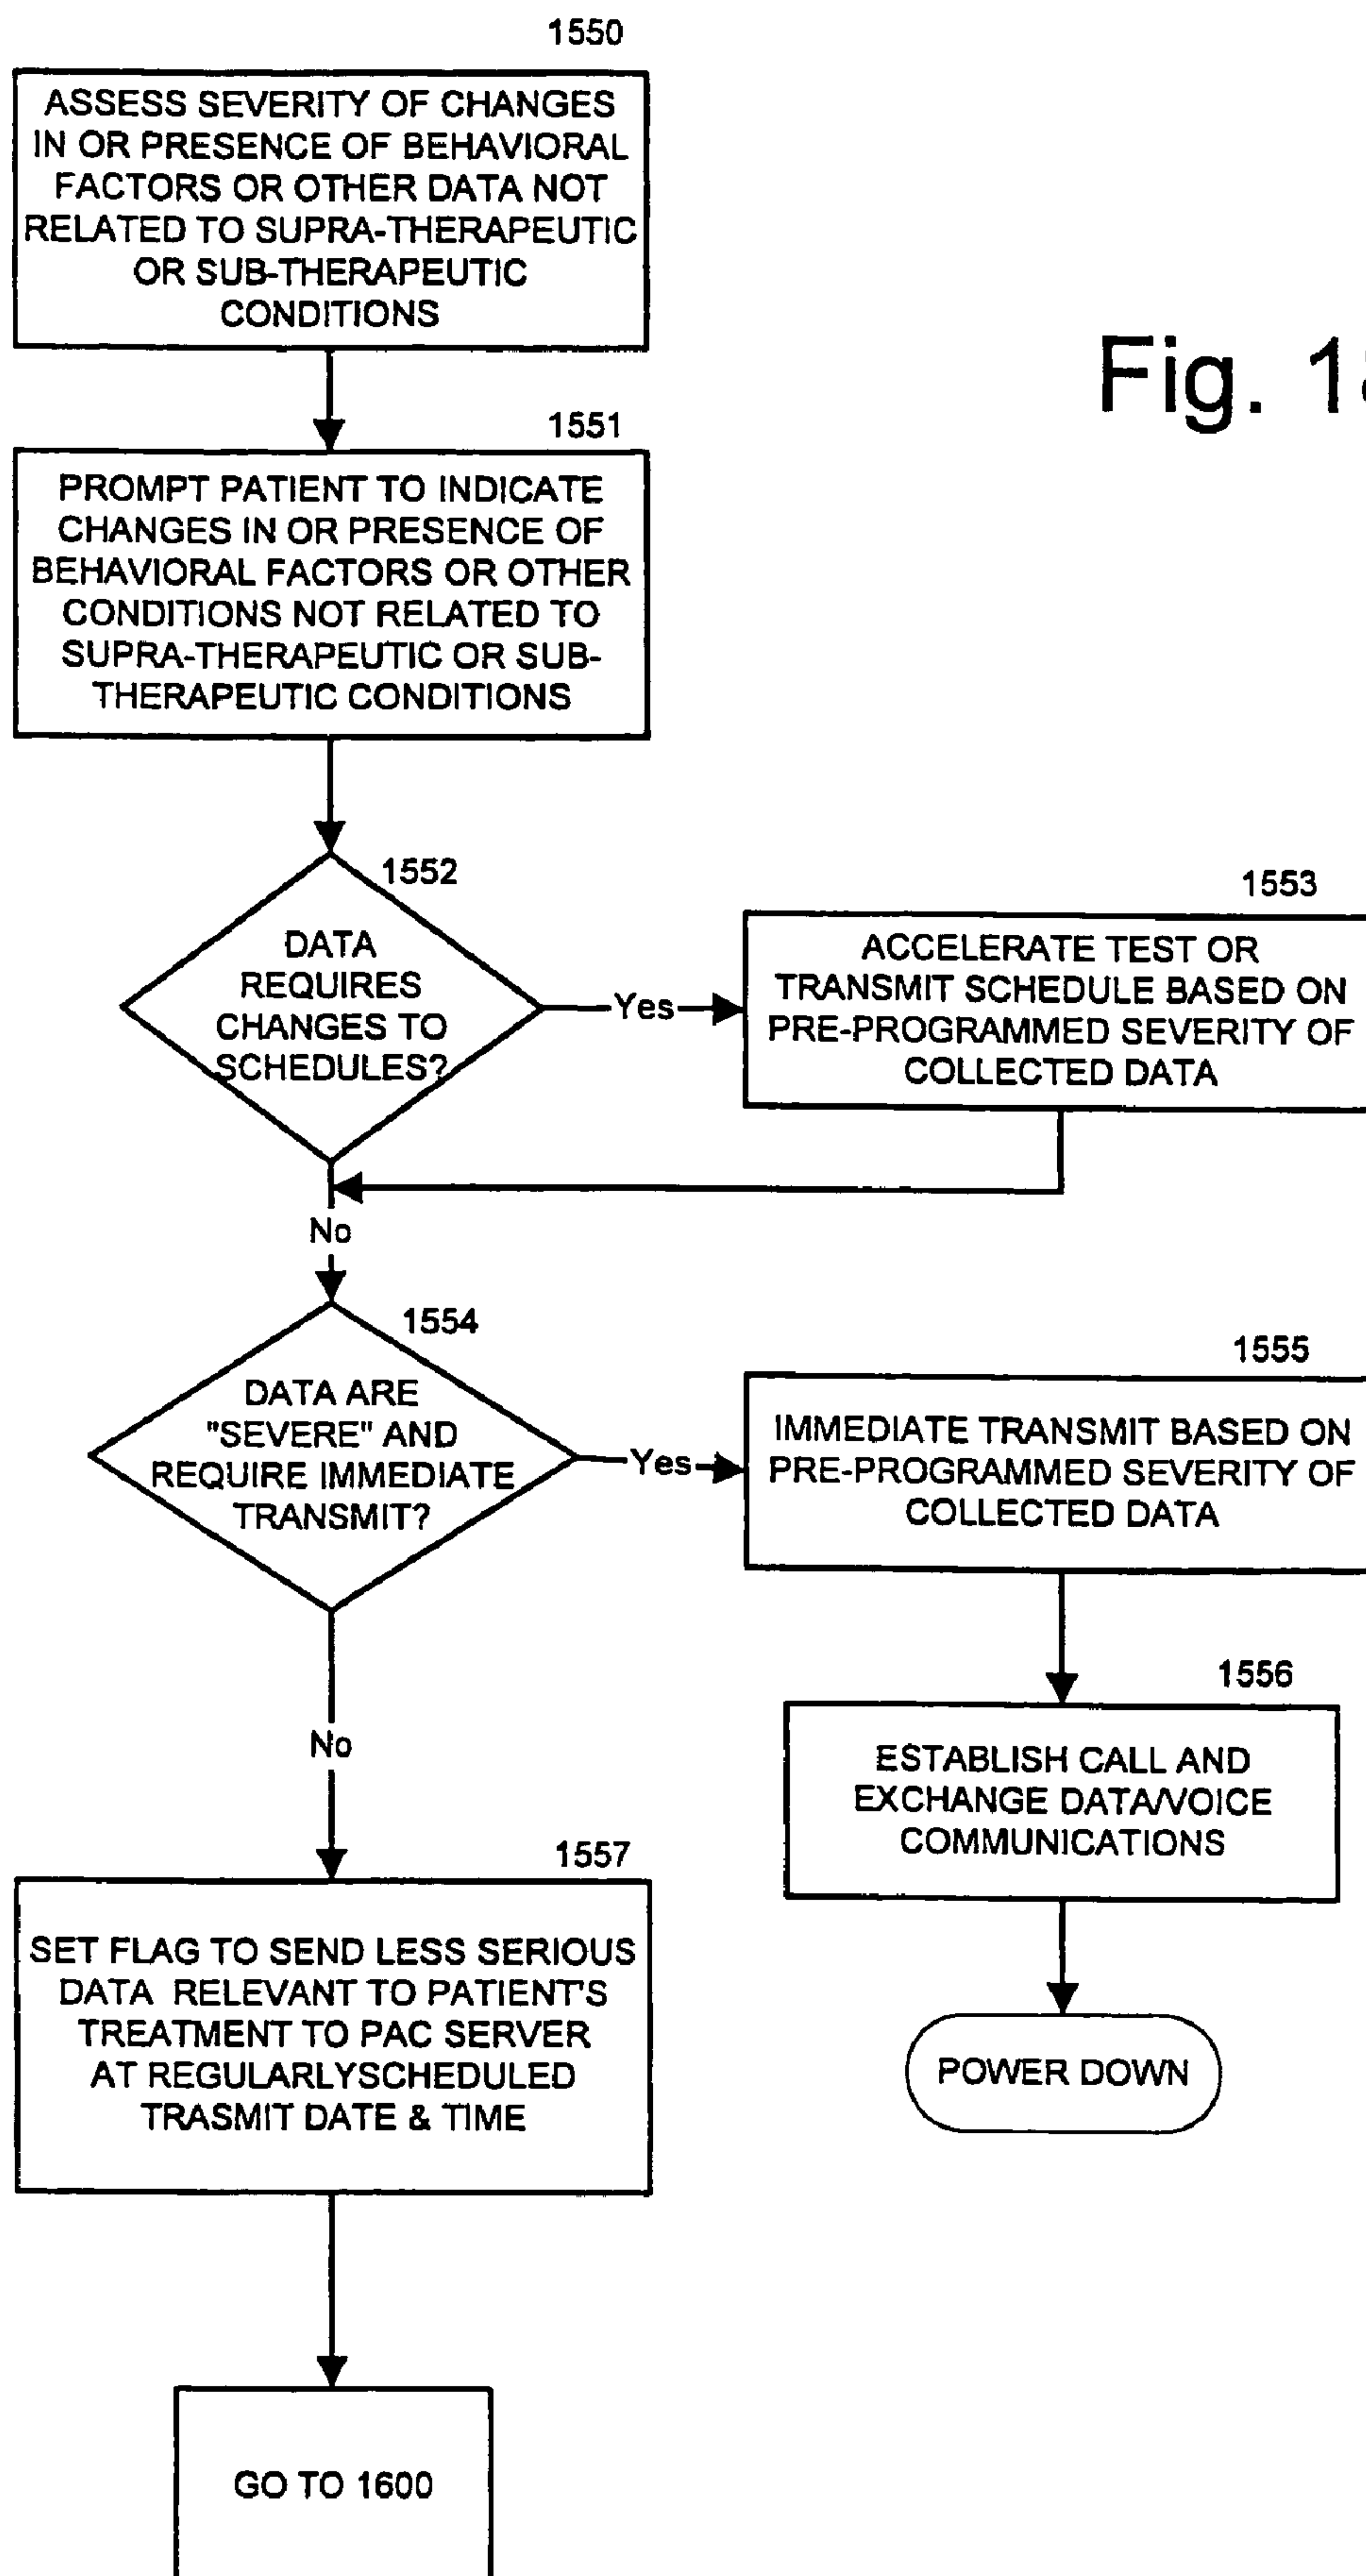 1550
ASSESS SEVERITY OF CHANGES
IN OR PRESENCE OF BEHAVIORAL
FACTORS OR OTHER DATA NOT
RELATED TO SUPRA-THERAPEUTIC
OR SUB-THERAPEUTIC
CONDITIONS
Fig. 1
1551
PROMPT PATIENT TO INDICATE
CHANGES IN OR PRESENCE OF
BEHAVIORAL FACTORS OR OTHER
CONDITIONS NOT RELATED TO
SUPRA-THERAPEUTIC OR SUB-
THERAPEUTIC CONDITIONS
1552
DATA
REQUIRES
CHANGES TO
SCHEDULES?
Yes
1553
ACCELERATE TEST OR
TRANSMIT SCHEDULE BASED ON
PRE-PROGRAMMED SEVERITY OF
COLLECTED DATA
No
1554
DATA ARE
"SEVERE" AND
REQUIRE IMMEDIATE
TRANSMIT?
Yes
1555
IMMEDIATE TRANSMIT BASED ON
PRE-PROGRAMMED SEVERITY OF
COLLECTED DATA
1556
ESTABLISH CALL AND
EXCHANGE DATA/VOICE
COMMUNICATIONS
POWER DOWN
No
1557
SET FLAG TO SEND LESS SERIOUS
DATA RELEVANT TO PATIENT'S
TREATMENT TO PAC SERVER
AT REGULARLYSCHEDULED
TRASMIT DATE & TIME
GO TO 1600